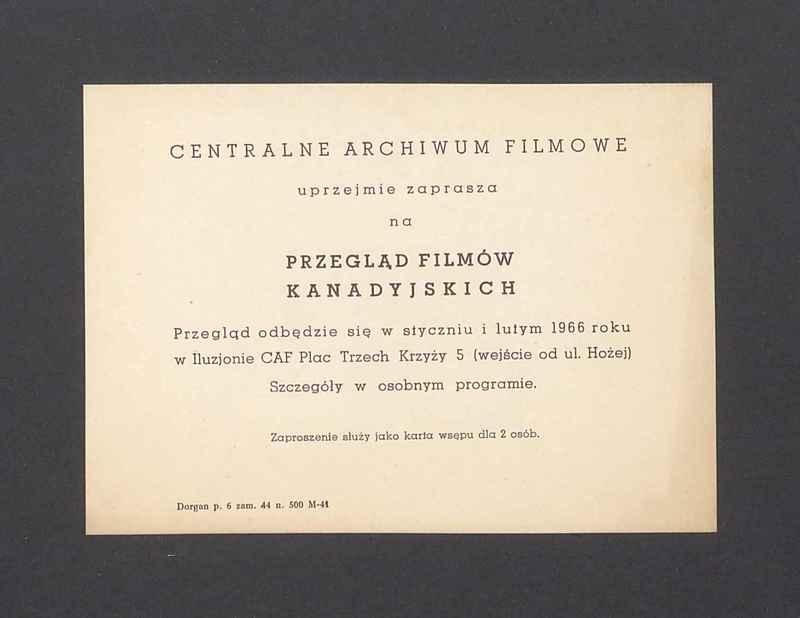 CENTRALNE ARCHIWUM FILMOWE
uprzejmie zaprasza
na
PRZEGLĄD FILMÓW
KANADYJSKICH
Przegląd odbędzie się w styczniu i lutym 1966 roku
w Iluzjonie CAF Plac Trzech Krzyży 5 (wejście od ul. Hożej)
Szczegóły w osobnym programie.
Zaproszenie służy jako karta wsępu dla 2 osób.
Dorgan p. 6 zam. 44 n. 500 M-41